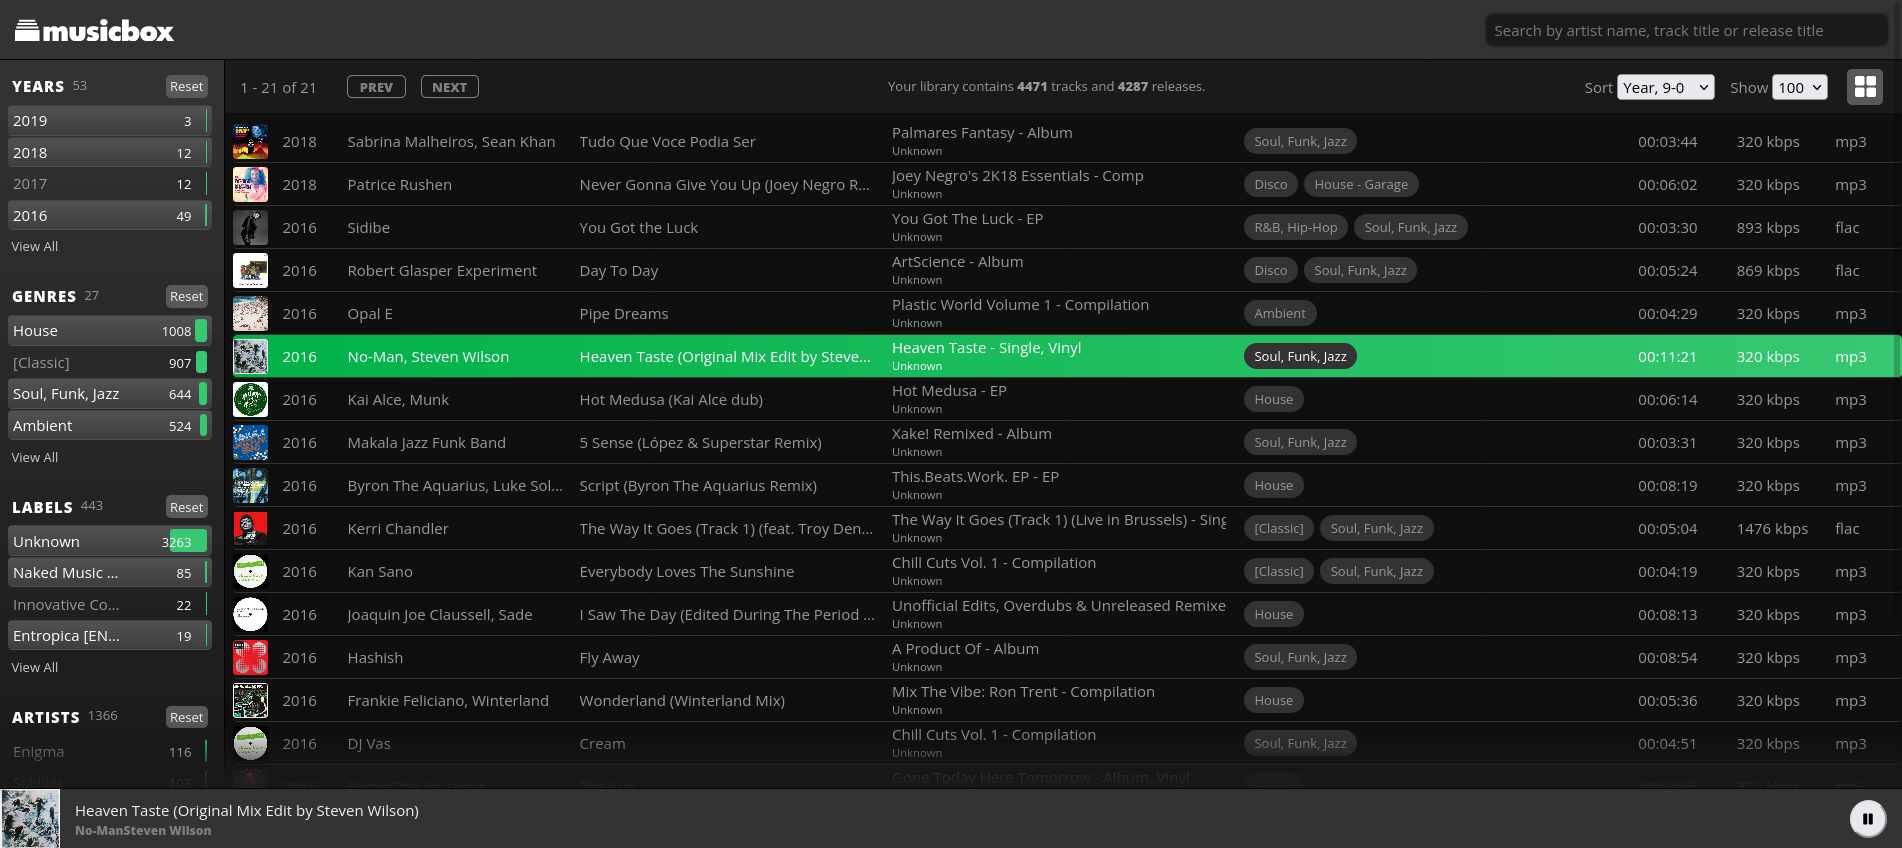 musicbox
Search by artist name, track title or release title
YEARS 53 Reset
2019 3
2018 12
2017 12
2016 49
View All
GENRES 27 Reset
House 1008
[Classic] 907
Soul, Funk, Jazz 644
Ambient 524
View All
LABELS 443 Reset
Unknown 3263
Naked Music ... 85
Innovative Co... 22
Entropica [EN... 19
View All
ARTISTS 1366 Reset
Enigma 116
Schiller 103
1 - 21 of 21 PREV NEXT Your library contains 4471 tracks and 4287 releases. Sort Year, 9-0 Show 100
2018 Sabrina Malheiros, Sean Khan Tudo Que Voce Podia Ser Palmares Fantasy - Album Unknown Soul, Funk, Jazz 00:03:44 320 kbps mp3
2018 Patrice Rushen Never Gonna Give You Up (Joey Negro R... Joey Negro's 2K18 Essentials - Comp Unknown Disco House - Garage 00:06:02 320 kbps mp3
2016 Sidibe You Got the Luck You Got The Luck - EP Unknown R&B, Hip-Hop Soul, Funk, Jazz 00:03:30 893 kbps flac
2016 Robert Glasper Experiment Day To Day ArtScience - Album Unknown Disco Soul, Funk, Jazz 00:05:24 869 kbps flac
2016 Opal E Pipe Dreams Plastic World Volume 1 - Compilation Unknown Ambient 00:04:29 320 kbps mp3
2016 No-Man, Steven Wilson Heaven Taste (Original Mix Edit by Steve... Heaven Taste - Single, Vinyl Unknown Soul, Funk, Jazz 00:11:21 320 kbps mp3
2016 Kai Alce, Munk Hot Medusa (Kai Alce dub) Hot Medusa - EP Unknown House 00:06:14 320 kbps mp3
2016 Makala Jazz Funk Band 5 Sense (López & Superstar Remix) Xake! Remixed - Album Unknown Soul, Funk, Jazz 00:03:31 320 kbps mp3
2016 Byron The Aquarius, Luke Sol... Script (Byron The Aquarius Remix) This.Beats.Work. EP - EP Unknown House 00:08:19 320 kbps mp3
2016 Kerri Chandler The Way It Goes (Track 1) (feat. Troy Den... The Way It Goes (Track 1) (Live in Brussels) - Sing Unknown [Classic] Soul, Funk, Jazz 00:05:04 1476 kbps flac
2016 Kan Sano Everybody Loves The Sunshine Chill Cuts Vol. 1 - Compilation Unknown [Classic] Soul, Funk, Jazz 00:04:19 320 kbps mp3
2016 Joaquin Joe Claussell, Sade I Saw The Day (Edited During The Period ... Unofficial Edits, Overdubs & Unreleased Remixe Unknown House 00:08:13 320 kbps mp3
2016 Hashish Fly Away A Product Of - Album Unknown Soul, Funk, Jazz 00:08:54 320 kbps mp3
2016 Frankie Feliciano, Winterland Wonderland (Winterland Mix) Mix The Vibe: Ron Trent - Compilation Unknown House 00:05:36 320 kbps mp3
2016 DJ Vas Cream Chill Cuts Vol. 1 - Compilation Unknown Soul, Funk, Jazz 00:04:51 320 kbps mp3
Byron The Aquarius Gone Today Here Tomorrow - Album, Vinyl
Heaven Taste (Original Mix Edit by Steven Wilson)
No-ManSteven Wilson